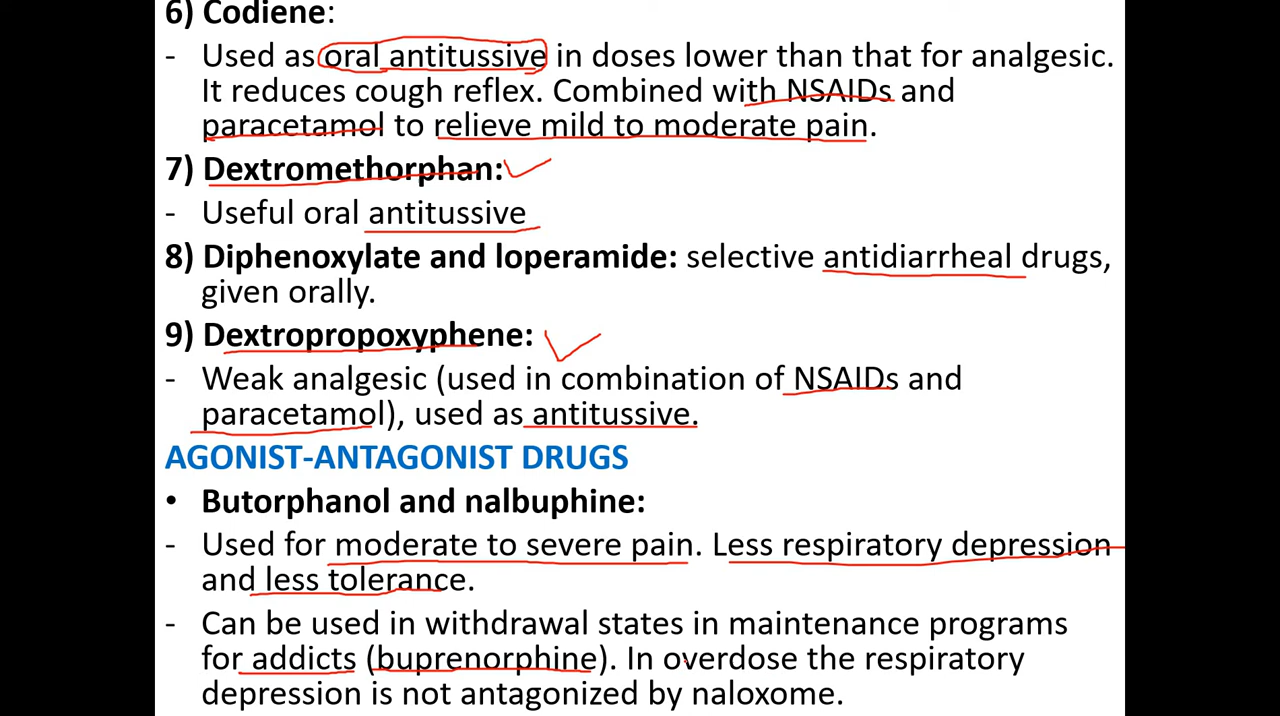 6) Codiene:
- Used as oral antitussive in doses lower than that for analgesic.
It reduces cough reflex. Combined with NSAIDs and
paracetamol to relieve mild to moderate pain.
7) Dextromethorphan:
- Useful oral antitussive
8) Diphenoxylate and loperamide: selective antidiarrheal drugs,
given orally.
9) Dextropropoxyphene:
- Weak analgesic (used in combination of NSAIDs and
paracetamol), used as antitussive.
AGONIST-ANTAGONIST DRUGS
• Butorphanol and nalbuphine:
- Used for moderate to severe pain. Less respiratory depression
and less tolerance.
- Can be used in withdrawal states in maintenance programs
for addicts (buprenorphine). In overdose the respiratory
depression is not antagonized by naloxome.